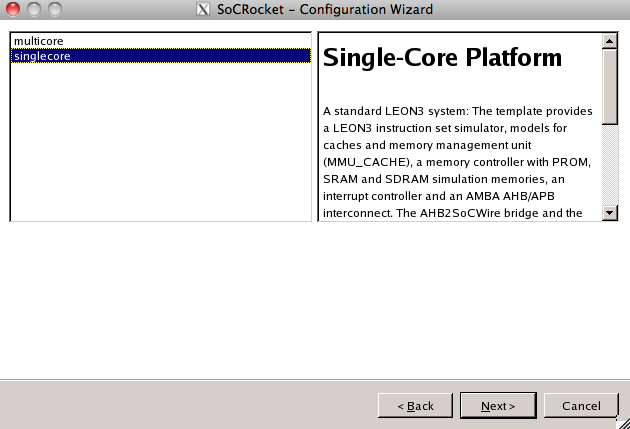 SoCRocket – Configuration Wizard
multicore
singlecore
Single-Core Platform
A standard LEON3 system: The template provides
a LEON3 instruction set simulator, models for
caches and memory management unit
(MMU_CACHE), a memory controller with PROM,
SRAM and SDRAM simulation memories, an
interrupt controller and an AMBA AHB/APB
interconnect. The AHB2SoCWire bridge and the
< Back
Next >
Cancel